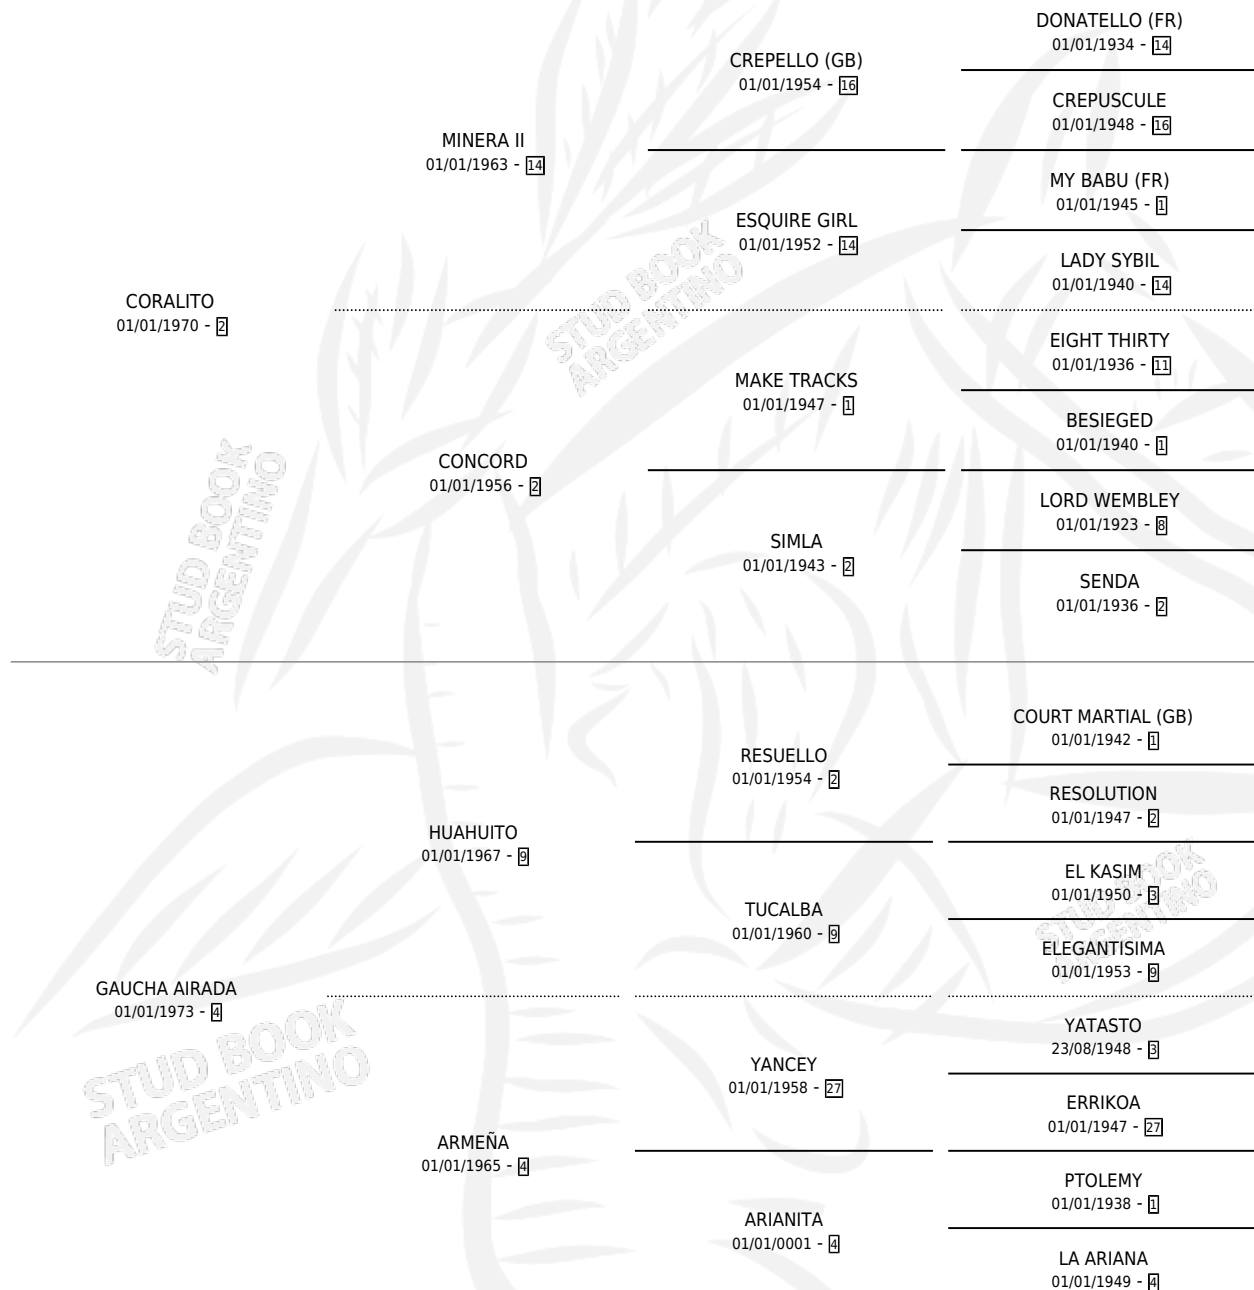 DONATELLO (FR)
01/01/1934 - 14
CREPELLO (GB)
01/01/1954 - 16
CREPUSCULE
01/01/1948 - 16
MINERA II
01/01/1963 - 14
MY BABU (FR)
01/01/1945 - 1
ESQUIRE GIRL
01/01/1952 - 14
LADY SYBIL
01/01/1940 - 14
CORALITO
01/01/1970 - 2
EIGHT THIRTY
01/01/1936 - 11
MAKE TRACKS
01/01/1947 - 1
BESIEGED
01/01/1940 - 1
CONCORD
01/01/1956 - 2
LORD WEMBLEY
01/01/1923 - 8
SIMLA
01/01/1943 - 2
SENDA
01/01/1936 - 2
COURT MARTIAL (GB)
01/01/1942 - 1
RESUELLO
01/01/1954 - 2
RESOLUTION
01/01/1947 - 2
HUAHUITO
01/01/1967 - 9
EL KASIM
01/01/1950 - 3
TUCALBA
01/01/1960 - 9
ELEGANTISIMA
01/01/1953 - 9
GAUCHA AIRADA
01/01/1973 - 4
YATASTO
23/08/1948 - 3
YANCEY
01/01/1958 - 27
ERRIKOA
01/01/1947 - 27
ARMEÑA
01/01/1965 - 4
PTOLEMY
01/01/1938 - 1
ARIANITA
01/01/0001 - 4
LA ARIANA
01/01/1949 - 4
STUD BOOK
ARGENTINO
STUD BOOK
ARGENTINO
STUD BOOK
ARGENTINO
STUD BOOK
ARGENTINO